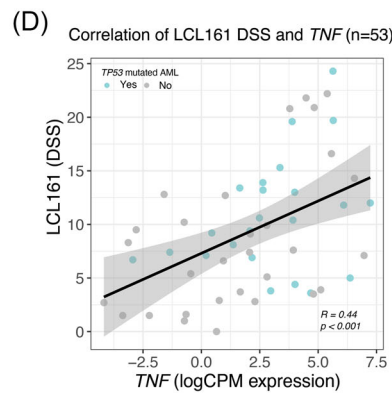 (D)
Correlation of LCL161 DSS and TNF (n=53)
TP53 mutated AML
Yes No
25
20
15
10
5
0
LCL161 (DSS)
R = 0.44
p < 0.001
−2.5 0.0 2.5 5.0 7.5
TNF (logCPM expression)